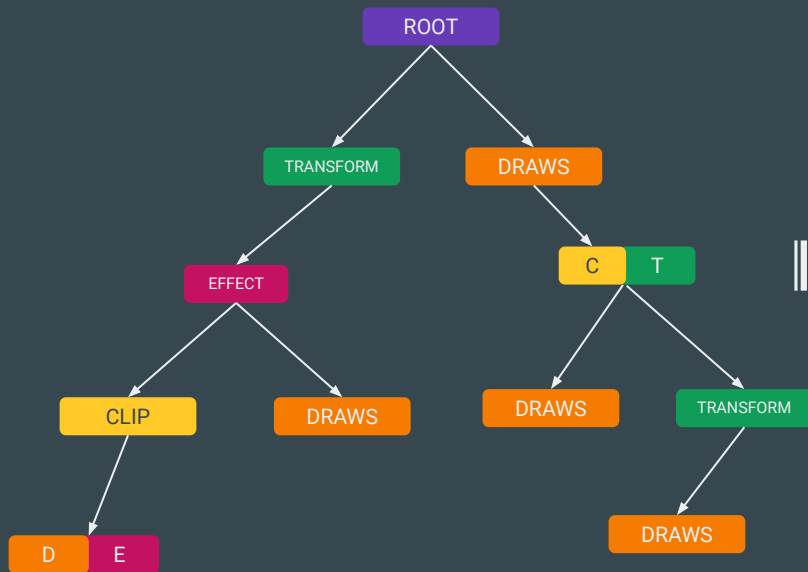 ROOT
TRANSFORM
DRAWS
EFFECT
C T
CLIP
DRAWS
DRAWS
TRANSFORM
D E
DRAWS